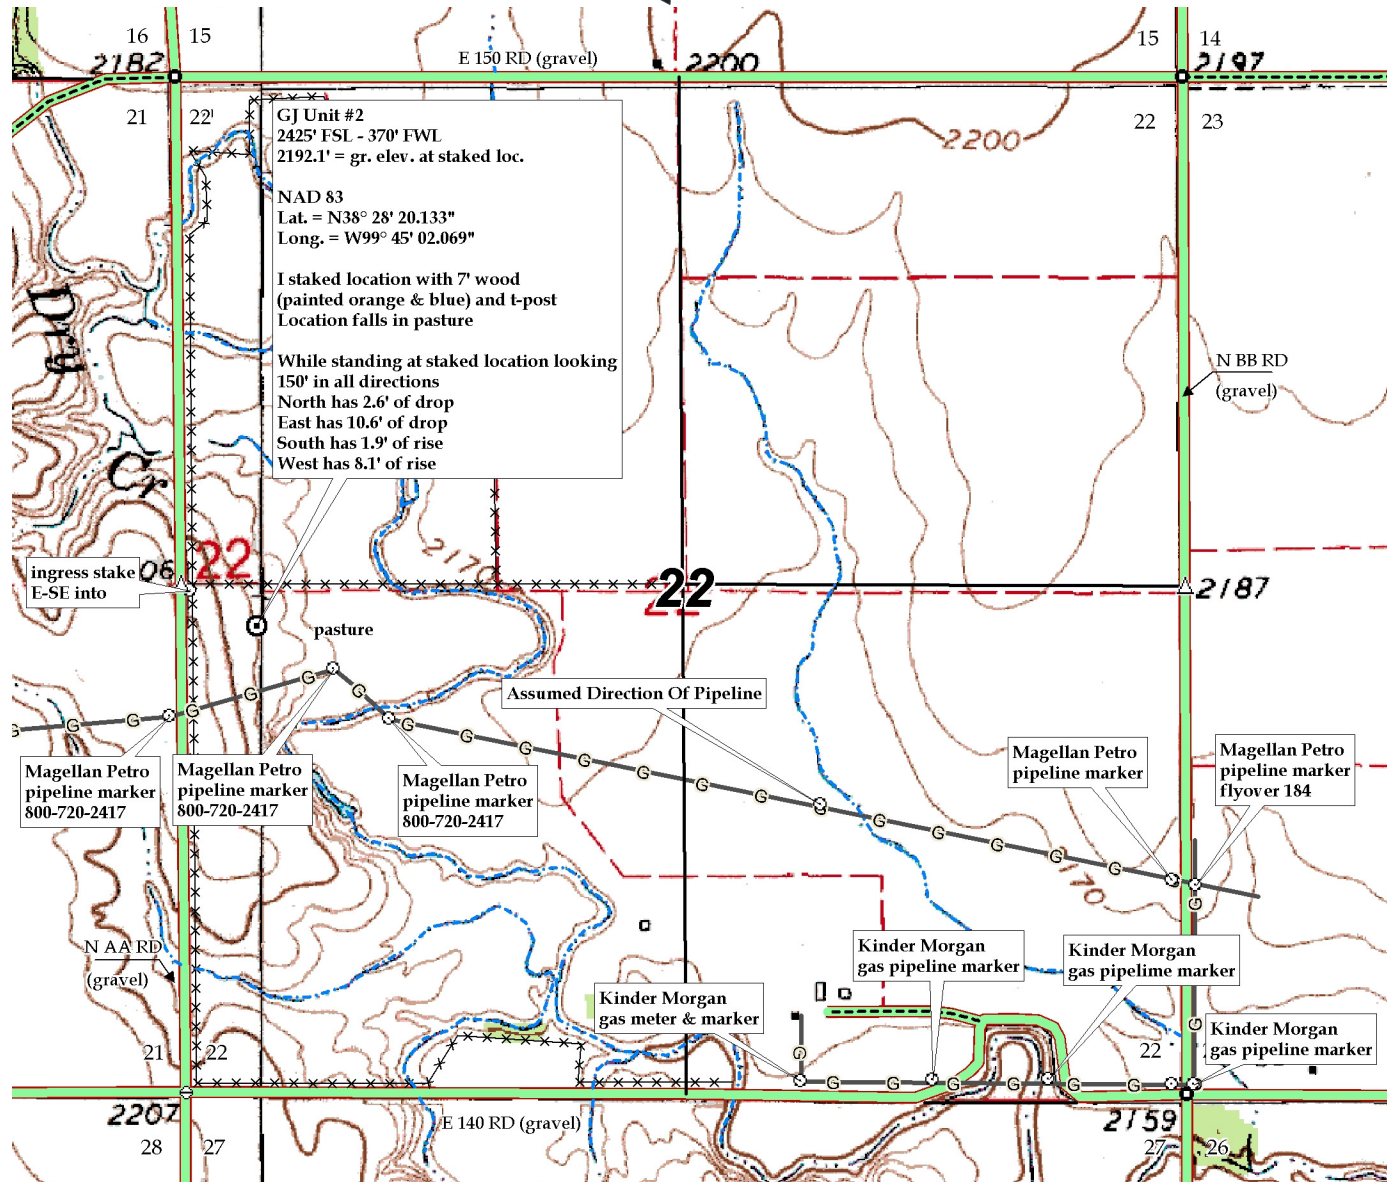 16
15
15
14
2182
E 150 RD (gravel)
2200
2197
21
22
22
23
GJ Unit #2
2425' FSL - 370' FWL
2192.1' = gr. elev. at staked loc.
NAD 83
Lat. = N38° 28' 20.133"
Long. = W99° 45' 02.069"
I staked location with 7' wood
(painted orange & blue) and t-post
Location falls in pasture
While standing at staked location looking
150' in all directions
North has 2.6' of drop
East has 10.6' of drop
South has 1.9' of rise
West has 8.1' of rise
2200
Dry
Cr
N BB RD
(gravel)
2170
ingress stake
E-SE into
06
22
22
2187
pasture
Assumed Direction Of Pipeline
Magellan Petro
pipeline marker
800-720-2417
Magellan Petro
pipeline marker
800-720-2417
Magellan Petro
pipeline marker
800-720-2417
Magellan Petro
pipeline marker
Magellan Petro
pipeline marker
flyover 184
G G G G G G G G G G G G G G G G G G G G G
170
N AA RD
(gravel)
Kinder Morgan
gas meter & marker
Kinder Morgan
gas pipeline marker
Kinder Morgan
gas pipelime marker
Kinder Morgan
gas pipeline marker
G G G G G G G G G
21
22
22
2207
E 140 RD (gravel)
2159
28
27
27
26